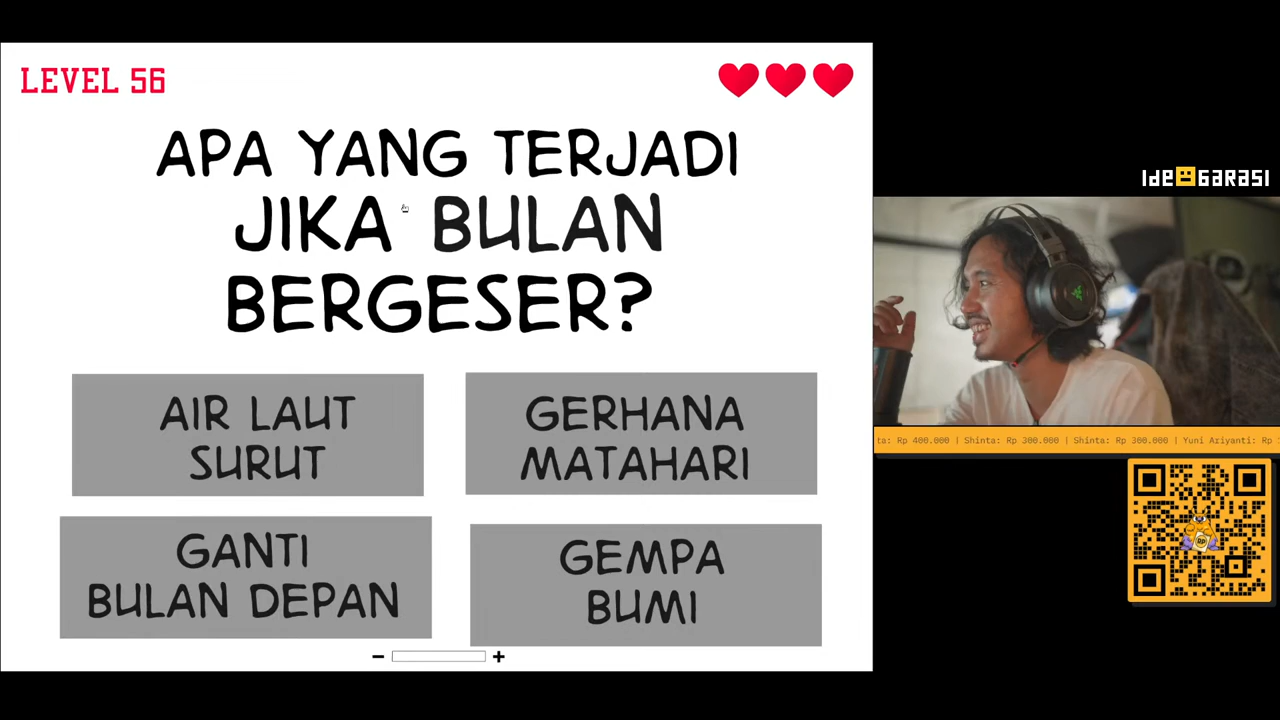 LEVEL 56
APA YANG TERJADI
JIKA BULAN
BERGESER?
AIR LAUT
SURUT
GERHANA
MATAHARI
GANTI
BULAN DEPAN
GEMPA
BUMI
- +
IDE GARASI
ta: Rp 400.000 | Shinta: Rp 300.000 | Shinta: Rp 300.000 | Yuni Ariyanti: Rp
RP